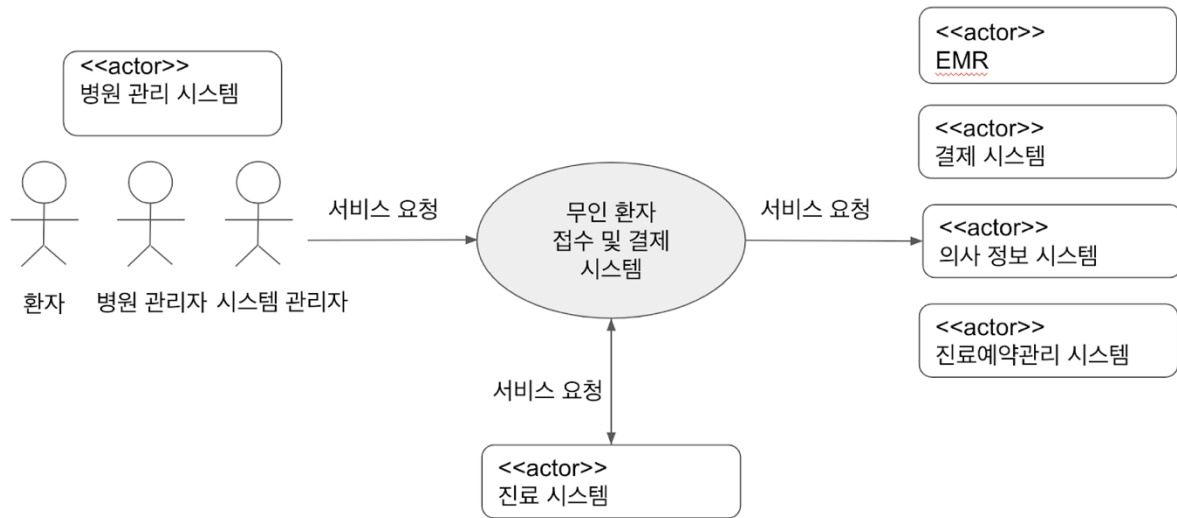 <<actor>>
병원 관리 시스템
환자
병원 관리자
시스템 관리자
서비스 요청
무인 환자
접수 및 결제
시스템
서비스 요청
<<actor>>
EMR
<<actor>>
결제 시스템
<<actor>>
의사 정보 시스템
<<actor>>
진료예약관리 시스템
서비스 요청
<<actor>>
진료 시스템